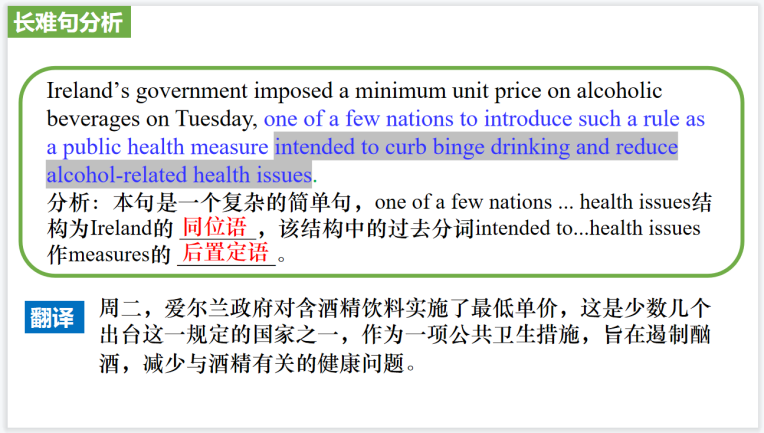 长难句分析
Ireland’s government imposed a minimum unit price on alcoholic
beverages on Tuesday, one of a few nations to introduce such a rule as
a public health measure intended to curb binge drinking and reduce
alcohol-related health issues.
分析：本句是一个复杂的简单句，one of a few nations ... health issues结
构为Ireland的 同位语 ，该结构中的过去分词intended to...health issues
作measures的 后置定语 。
翻译
周二，爱尔兰政府对含酒精饮料实施了最低单价，这是少数几个
出台这一规定的国家之一，作为一项公共卫生措施，旨在遏制酗
酒，减少与酒精有关的健康问题。